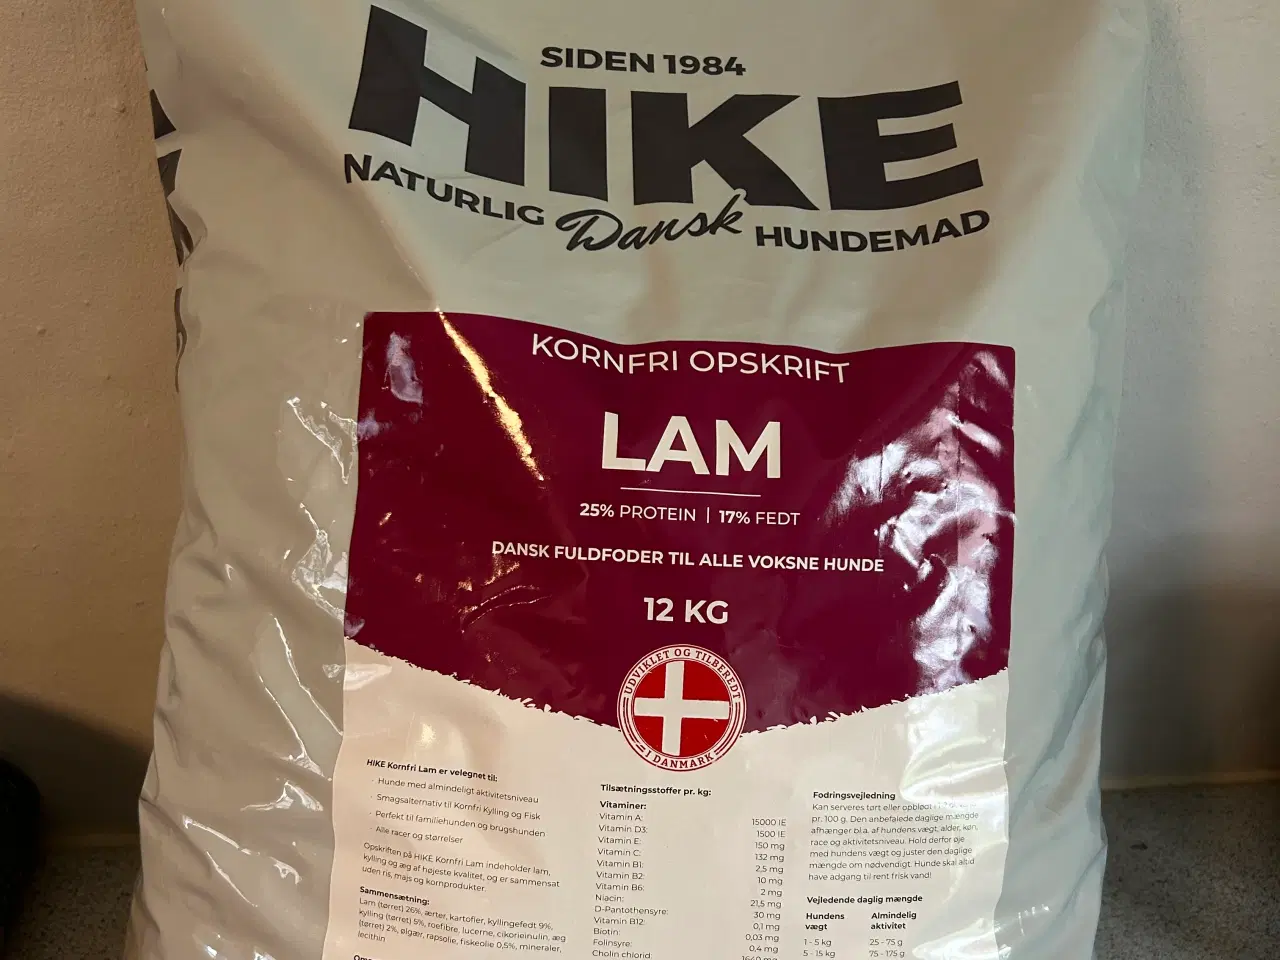 SIDEN 1984
HIKE
NATURLIG Dansk HUNDEMAD
KORNFRI OPSKRIFT
LAM
25% PROTEIN | 17% FEDT
DANSK FULDFODER TIL ALLE VOKSNE HUNDE
12 KG
UDVIKLET OG TILBEREDT
I DANMARK
HIKE Kornfri Lam er velegnet til:
· Hunde med almindeligt aktivitetsniveau
· Smagsalternativ til Kornfri Kylling og Fisk
· Perfekt til familiehunden og brugshunden
· Alle racer og størrelser
Opskriften på HIKE Kornfri Lam indeholder lam,
kylling og æg af højeste kvalitet, og er sammensat
uden ris, majs og kornprodukter.
Sammensætning:
Lam (tørret) 26%, ærter, kartofler, kyllingefedt 9%,
kylling (tørret) 5%, roefibre, lucerne, cikorieinulin, æg
(tørret) 2%, ølgær, rapsolie, fiskeolie 0,5%, mineraler,
lecithin
Tilsætningsstoffer pr. kg:
Vitaminer:
Vitamin A: 15000 IE
Vitamin D3: 1500 IE
Vitamin E: 150 mg
Vitamin C: 132 mg
Vitamin B1: 2,5 mg
Vitamin B2: 10 mg
Vitamin B6: 2 mg
Niacin: 21,5 mg
D-Pantothensyre: 30 mg
Vitamin B12: 0,1 mg
Biotin: 0,03 mg
Folinsyre: 0,4 mg
Cholin chlorid: 1640 mg
Fodringsvejledning
Kan serveres tørt eller opblødt i
pr. 100 g. Den anbefalede daglige mængde
afhænger bl.a. af hundens vægt, alder, køn,
race og aktivitetsniveau. Hold derfor øje
med hundens vægt og juster den daglige
mængde om nødvendigt. Hunde skal altid
have adgang til rent frisk vand!
Vejledende daglig mængde
Hundens Almindelig
vægt aktivitet
1 - 5 kg 25 - 75 g
5 - 15 kg 75 - 175 g